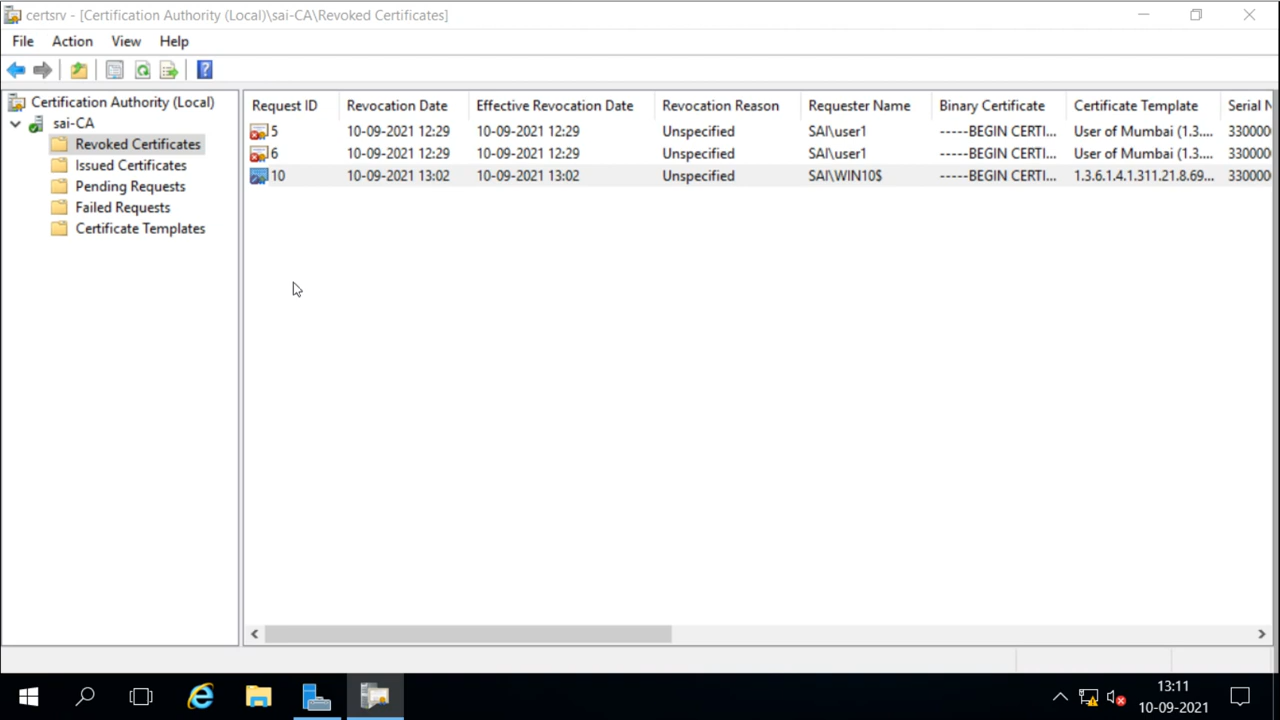 certsrv - [Certification Authority (Local)\sai-CA\Revoked Certificates]
File Action View Help
Certification Authority (Local)
sai-CA
Revoked Certificates
Issued Certificates
Pending Requests
Failed Requests
Certificate Templates
Request ID Revocation Date Effective Revocation Date Revocation Reason Requester Name Binary Certificate Certificate Template Serial N
5 10-09-2021 12:29 10-09-2021 12:29 Unspecified SAI\user1 -----BEGIN CERTI... User of Mumbai (1.3.... 330000
6 10-09-2021 12:29 10-09-2021 12:29 Unspecified SAI\user1 -----BEGIN CERTI... User of Mumbai (1.3.... 330000
10 10-09-2021 13:02 10-09-2021 13:02 Unspecified SAI\WIN10$ -----BEGIN CERTI... 1.3.6.1.4.1.311.21.8.69... 330000
13:11
10-09-2021